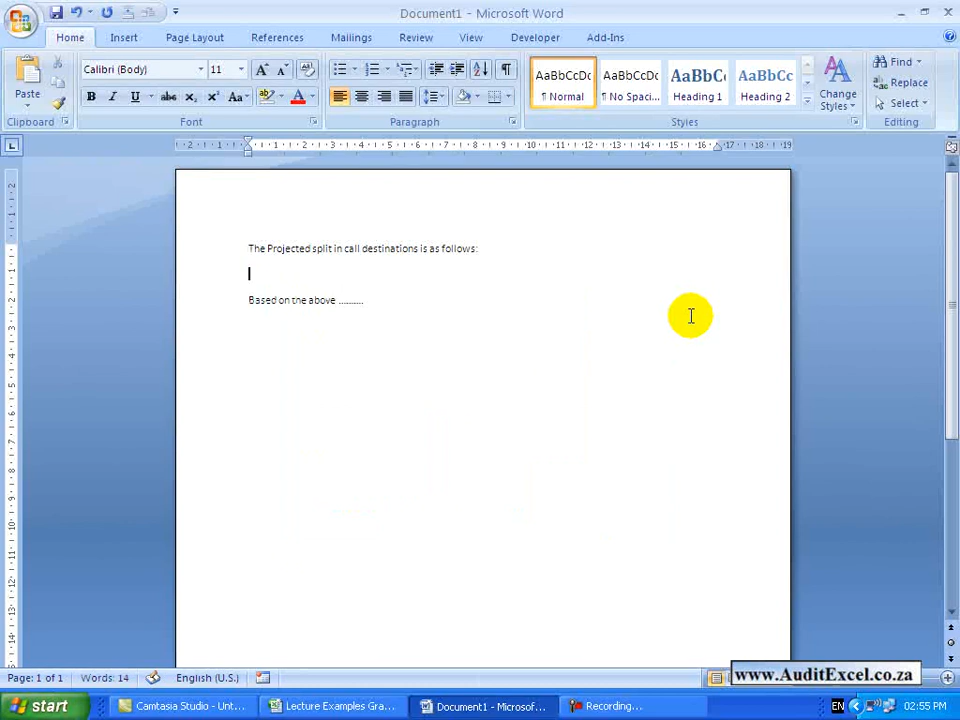 Document1 - Microsoft Word
Home Insert Page Layout References Mailings Review View Developer Add-Ins
Calibri (Body) 11
AaBbCcDc AaBbCcDc AaBbC AaBbCc
Paste
¶ Normal ¶ No Spaci... Heading 1 Heading 2
Change Styles
Find
Replace
Select
Clipboard Font Paragraph Styles Editing
The Projected split in call destinations is as follows:
Based on the above ..........
Page: 1 of 1 Words: 14 English (U.S.)
www.AuditExcel.co.za
start Camtasia Studio - Unt... Lecture Examples Gra... Document1 - Microsof... Recording... EN 02:55 PM